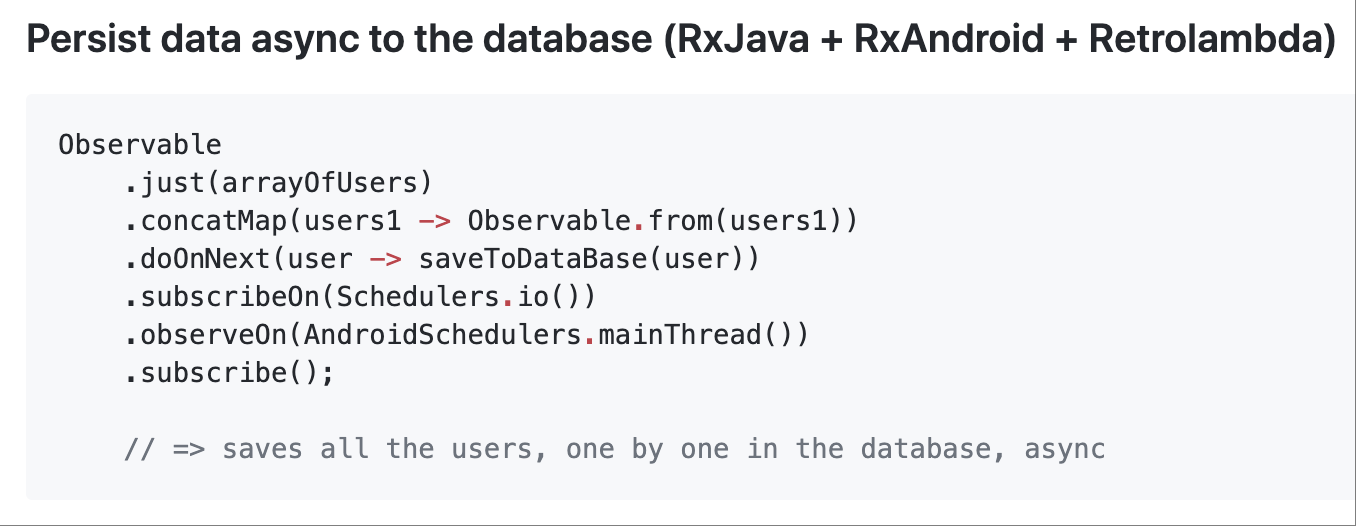 Persist data async to the database (RxJava + RxAndroid + Retrolambda)
Observable
    .just(arrayOfUsers)
    .concatMap(users1 -> Observable.from(users1))
    .doOnNext(user -> saveToDataBase(user))
    .subscribeOn(Schedulers.io())
    .observeOn(AndroidSchedulers.mainThread())
    .subscribe();
    // => saves all the users, one by one in the database, async